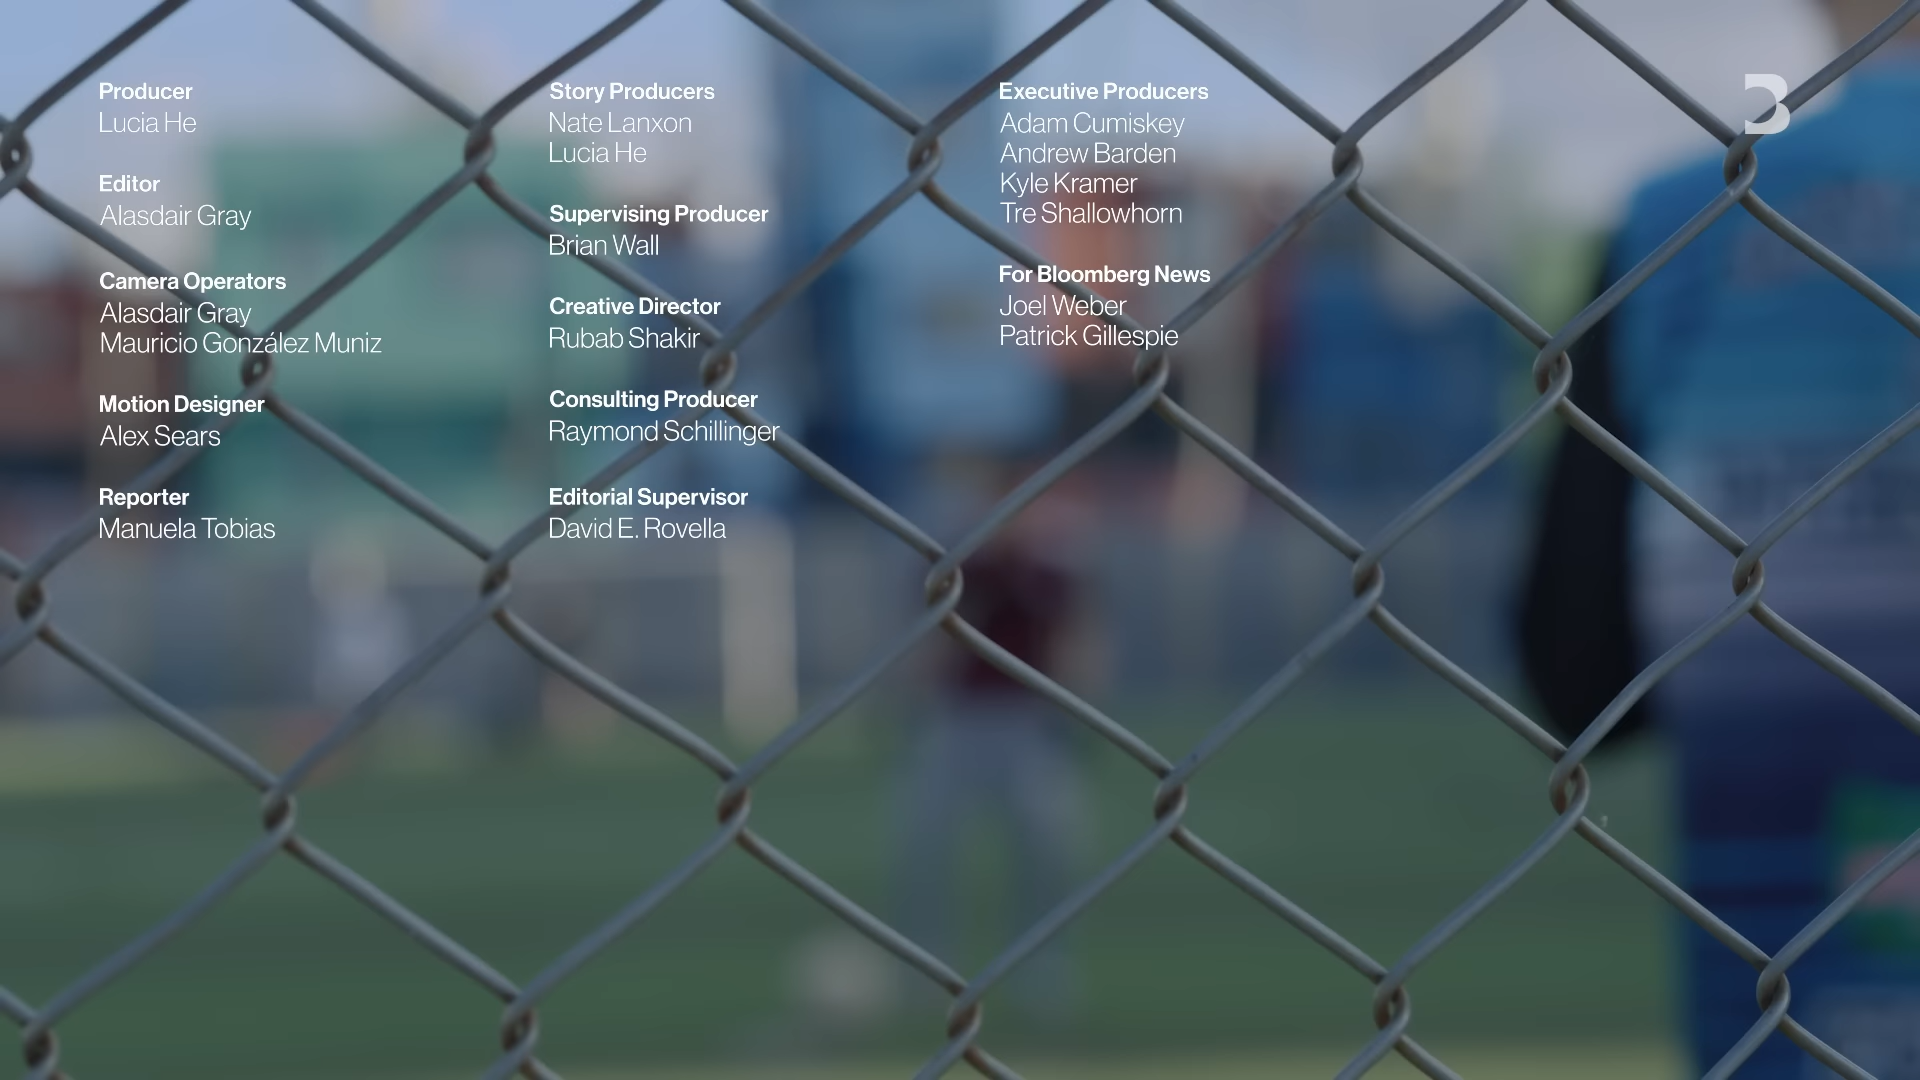 Producer
Lucia He
Editor
Alasdair Gray
Camera Operators
Alasdair Gray
Mauricio González Muniz
Motion Designer
Alex Sears
Reporter
Manuela Tobias
Story Producers
Nate Lanxon
Lucia He
Supervising Producer
Brian Wall
Creative Director
Rubab Shakir
Consulting Producer
Raymond Schillinger
Editorial Supervisor
David E. Rovella
Executive Producers
Adam Cumiskey
Andrew Barden
Kyle Kramer
Tre Shallowhorn
For Bloomberg News
Joel Weber
Patrick Gillespie